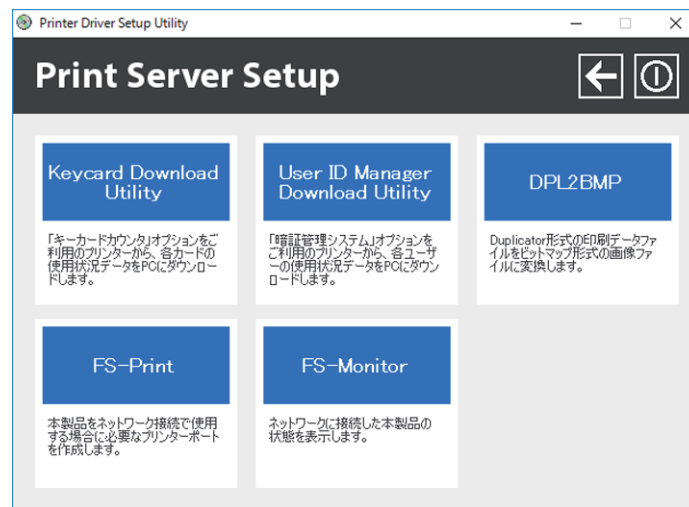 Printer Driver Setup Utility
Print Server Setup
Keycard Download
Utility
「キーカードカウンタ」オプションをご
利用のプリンターから、各カードの
使用状況データをPCにダウンロー
ドします。
User ID Manager
Download Utility
「暗証管理システム」オプションを
ご利用のプリンターから、各ユーザ
ーの使用状況データをPCにダウン
ロードします。
DPL2BMP
Duplicator形式の印刷データファ
イルをビットマップ形式の画像ファ
イルに変換します。
FS-Print
本製品をネットワーク接続で使用
する場合に必要なプリンターポート
を作成します。
FS-Monitor
ネットワークに接続した本製品の
状態を表示します。